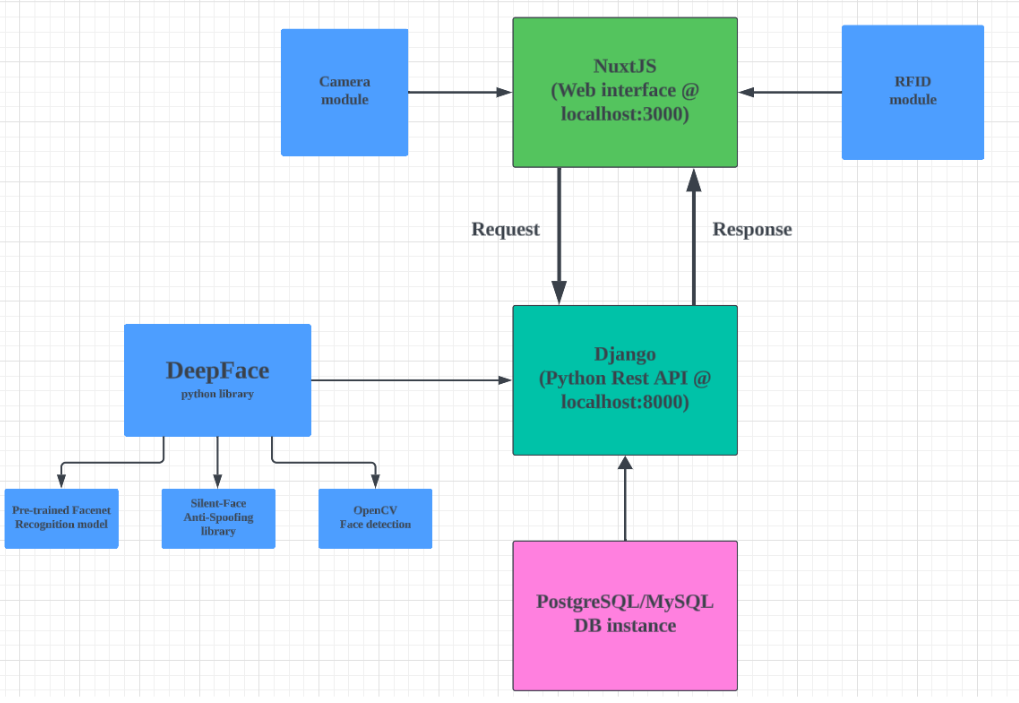 Camera
module
NuxtJS
(Web interface @
localhost:3000)
RFID
module
Request
Response
DeepFace
python library
Django
(Python Rest API @
localhost:8000)
Pre-trained Facenet
Recognition model
Silent-Face
Anti-Spoofing
library
OpenCV
Face detection
PostgreSQL/MySQL
DB instance